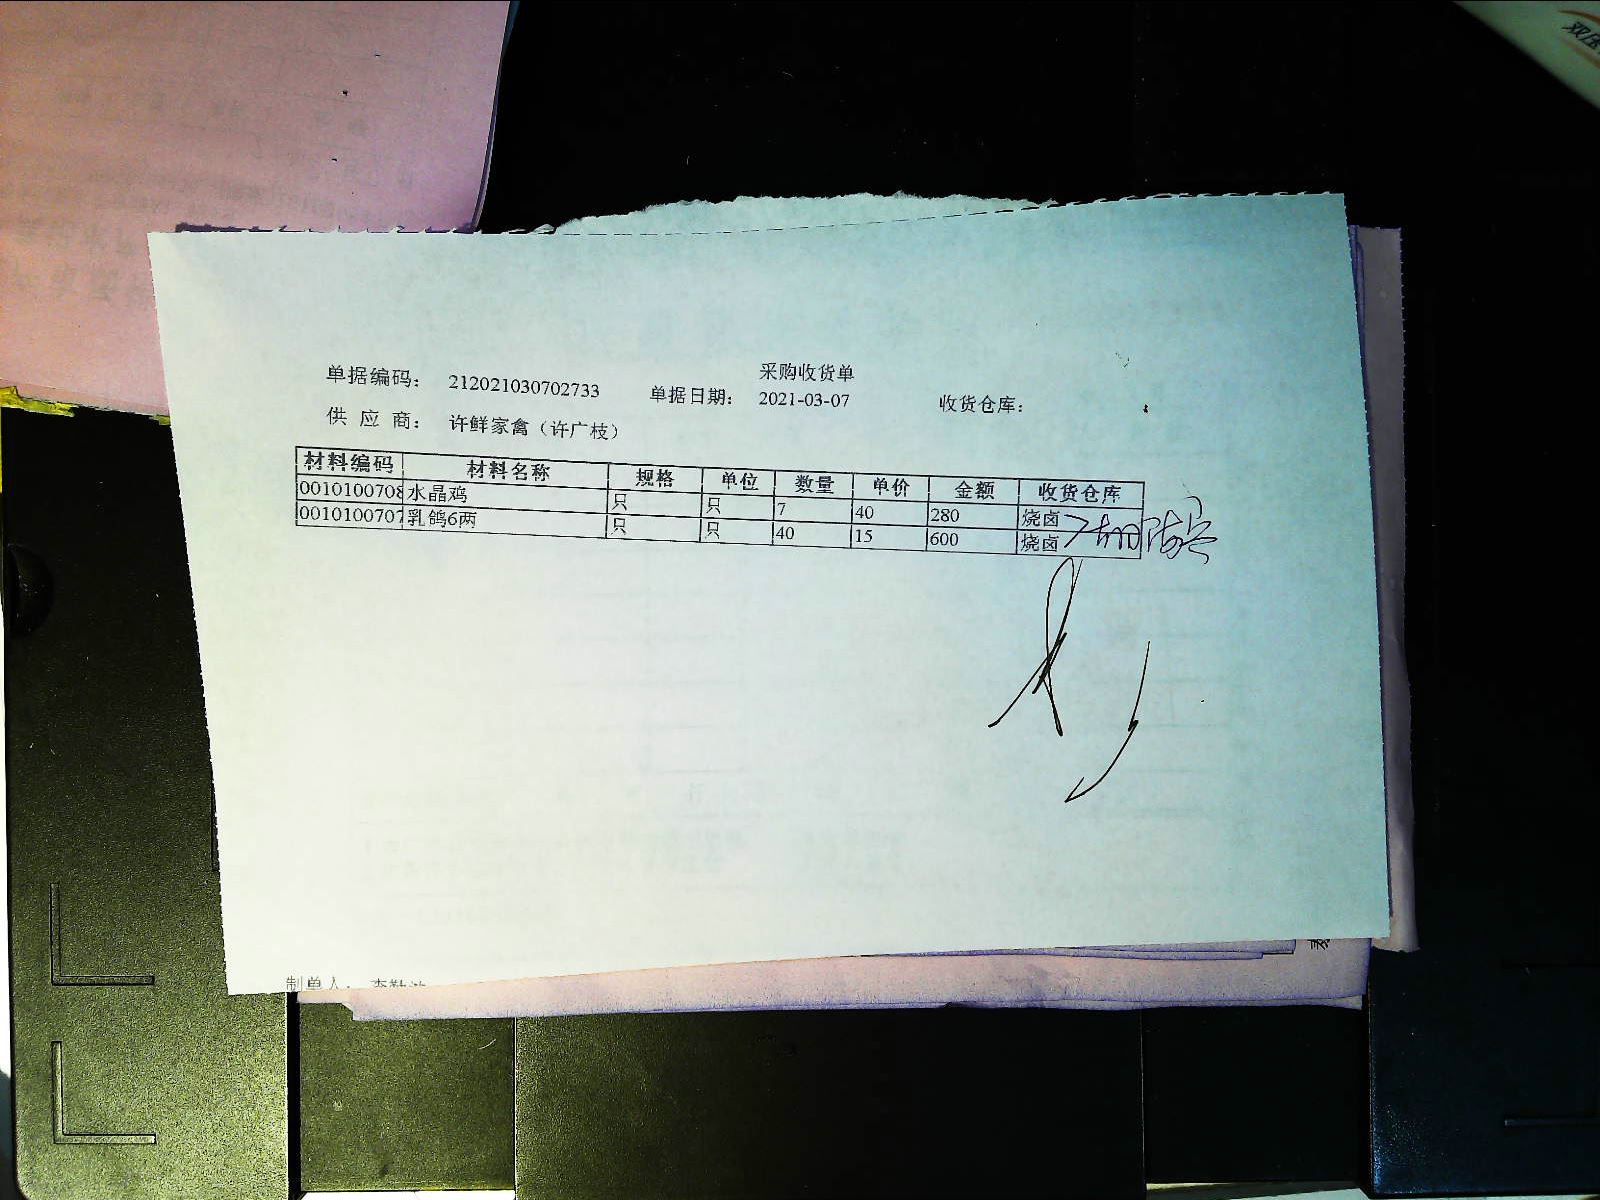 采购收货单
单据编码： 212021030702733 单据日期： 2021-03-07 收货仓库：
供 应 商： 许鲜家禽（许广枝）
材料编码 材料名称 规格 单位 数量 单价 金额 收货仓库
0010100708 水晶鸡 只 只 7 40 280 烧卤
0010100707 乳鸽6两 只 只 40 15 600 烧卤
制单人：